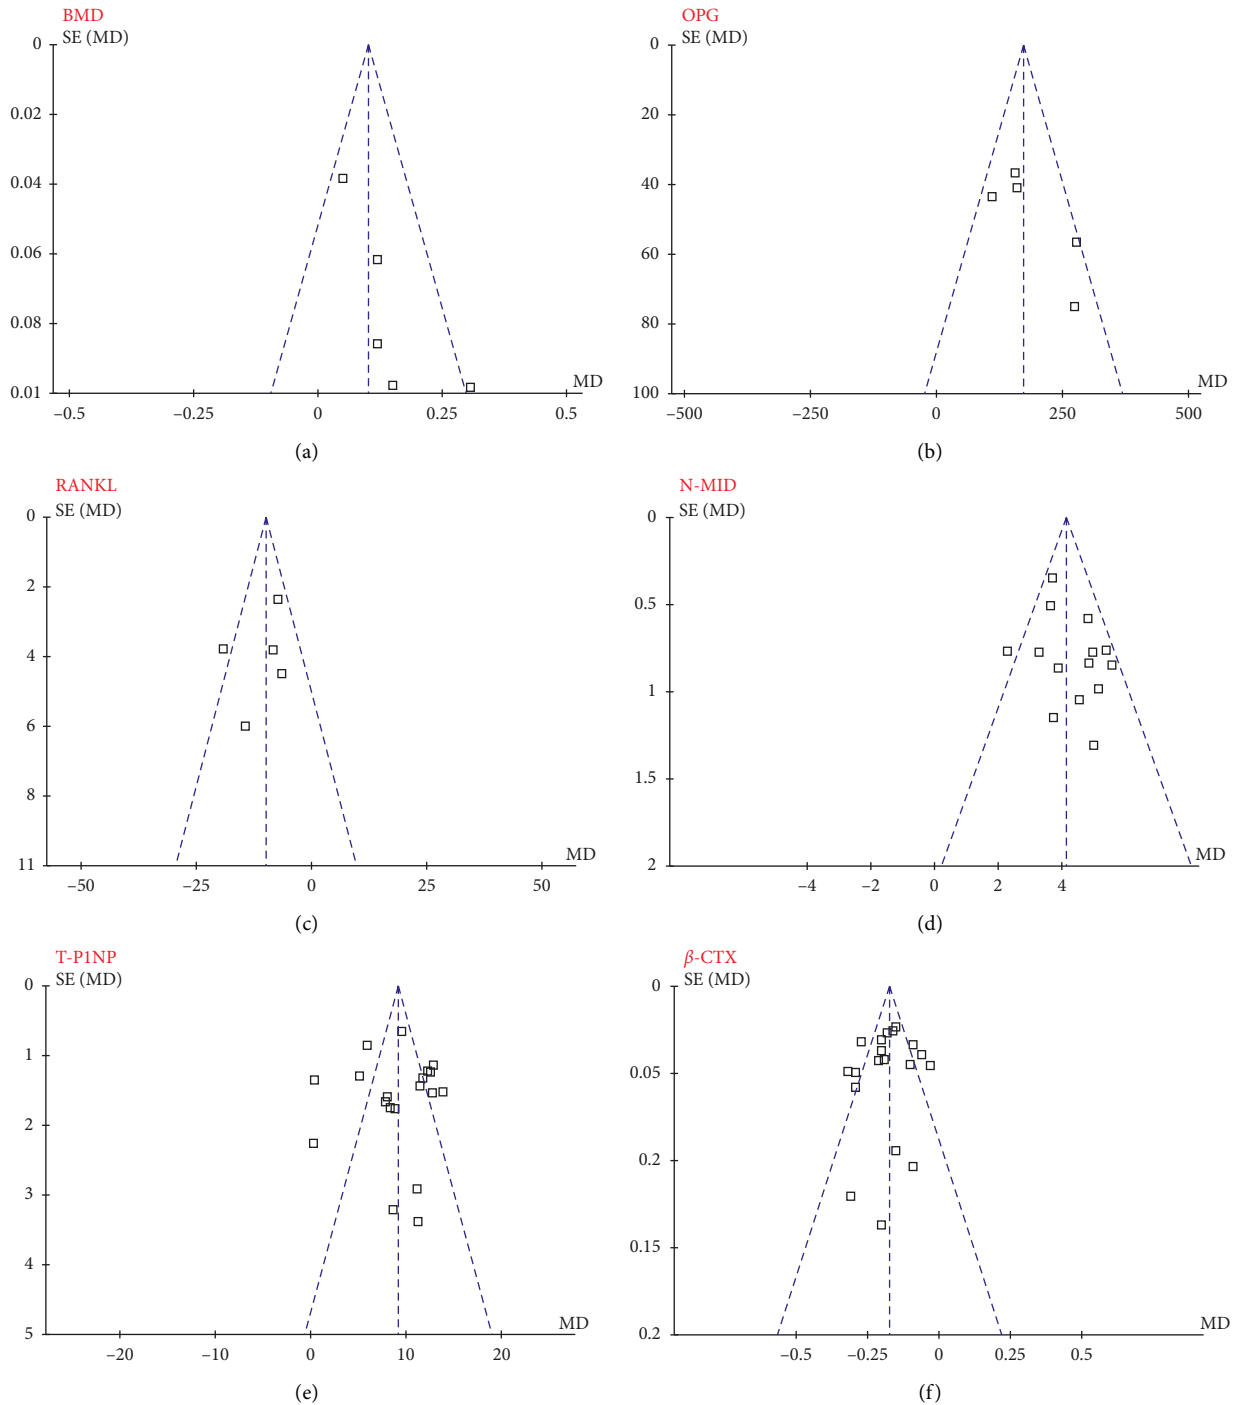 BMD
SE (MD)
0
0.02
0.04
0.06
0.08
0.01
−0.5
−0.25
0
0.25
0.5
MD
(a)
OPG
SE (MD)
0
20
40
60
80
100
−500
−250
0
250
500
MD
(b)
RANKL
SE (MD)
0
2
4
6
8
11
−50
−25
0
25
50
MD
(c)
N-MID
SE (MD)
0
0.5
1
1.5
2
−4
−2
0
2
4
MD
(d)
T-P1NP
SE (MD)
0
1
2
3
4
5
−20
−10
0
10
20
MD
(e)
β-CTX
SE (MD)
0
0.05
0.2
0.15
0.2
−0.5
−0.25
0
0.25
0.5
MD
(f)